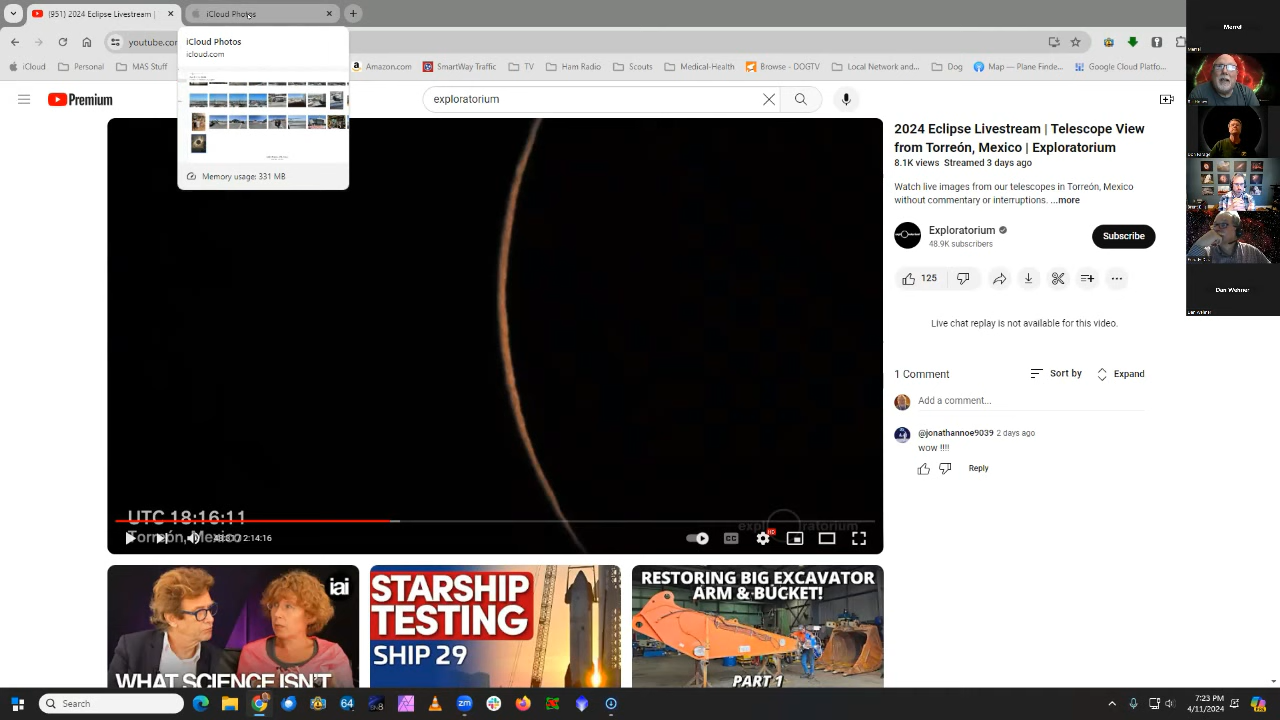 (951) 2024 Eclipse Livestream |
iCloud Photos
iCloud Photos
icloud.com
Memory usage: 331 MB
youtube.com
iCloud
Personal
MAS Stuff
Amazon.com
SmartWay Traffic
TV
Ham Radio
Scouts
Medical-Health
Browse - DOGTV
Local Network and...
Dog
Map — Plane Finde...
Google Cloud Platfo...
Premium
exploratorium
2024 Eclipse Livestream | Telescope View
from Torreón, Mexico | Exploratorium
8.1K views Streamed 3 days ago
Watch live images from our telescopes in Torreón, Mexico
without commentary or interruptions. ...more
Exploratorium
48.9K subscribers
Subscribe
125
Live chat replay is not available for this video.
1 Comment
Sort by
Expand
Add a comment...
@jonathannoe9039 2 days ago
wow !!!!
Reply
UTC 18:16:11
Torreón, Mexico
exploratorium
/ 2:14:16
CC
HD
iai
WHAT SCIENCE ISN'T
STARSHIP
TESTING
SHIP 29
RESTORING BIG EXCAVATOR
ARM & BUCKET!
PART 1
Merrel
Dan Wehner
Search
64
zm
7:23 PM
4/11/2024